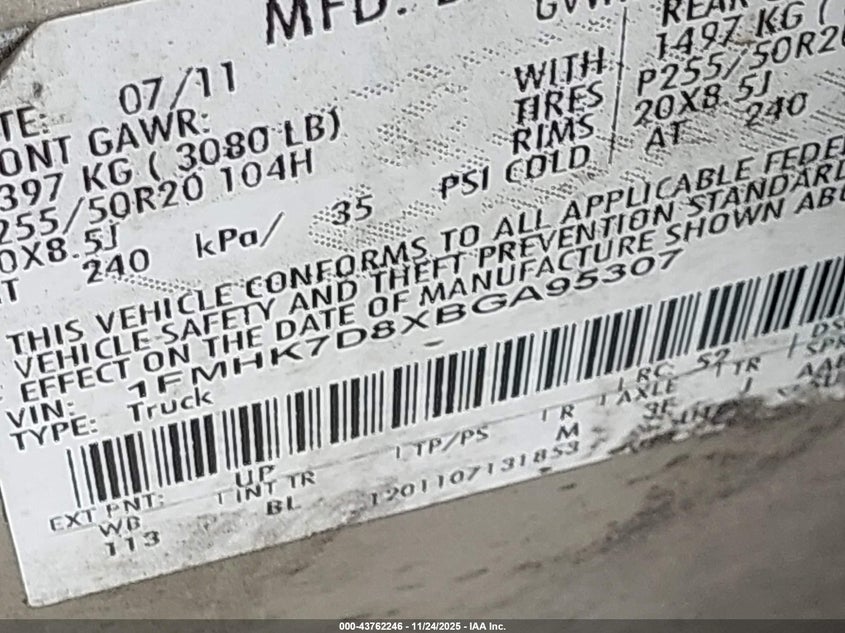 MFD.
07/11
TE:
ONT GAWR:
397 KG ( 3080 LB)
255/50R20 104H
0X8.5J
T 240 kPa/ 35 PSI COLD
REAR
1497 KG (
WITH P255/50R20
TIRES 20X8.5J
RIMS AT 240
THIS VEHICLE CONFORMS TO ALL APPLICABLE
VEHICLE SAFETY AND THEFT PREVENTION
EFFECT ON THE DATE OF MANUFACTURE SHOWN
VIN: 1FMHK7D8XBGA95307
TYPE: Truck
EXT PNT: UP RC: 52 DS
WB INT TR TP/PS R AXLE TR SPR
113 BL M 3F J
1201107131853
000-43762246 - 11/24/2025 - IAA Inc.